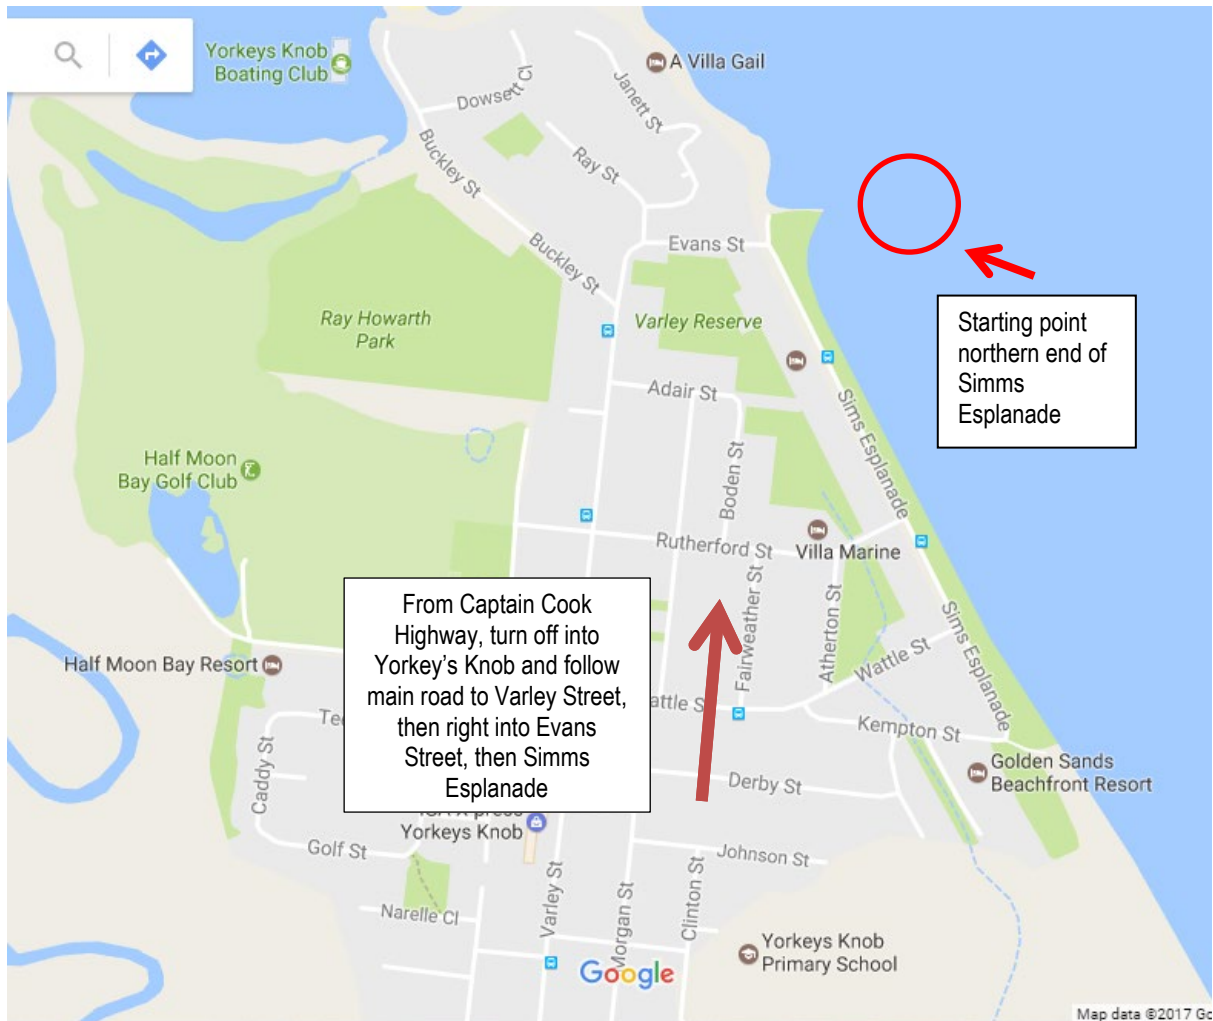 Yorkeys Knob
Boating Club
A Villa Gail
Dowsett Cl
Janett St
Buckley St
Ray St
Buckley St
Evans St
Ray Howarth
Park
Varley Reserve
Starting point
northern end of
Simms
Esplanade
Adair St
Sims Esplanade
Half Moon
Bay Golf Club
Boden St
Rutherford St
Villa Marine
From Captain Cook
Highway, turn off into
Yorkey's Knob and follow
main road to Varley Street,
then right into Evans
Street, then Simms
Esplanade
Fairweather St
Atherton St
Sims Esplanade
Half Moon Bay Resort
Wattle St
Kempton St
Caddy St
Derby St
Golden Sands
Beachfront Resort
Yorkeys Knob
Golf St
Johnson St
Varley St
Morgan St
Clinton St
Narelle Cl
Yorkeys Knob
Primary School
Google
Map data ©2017